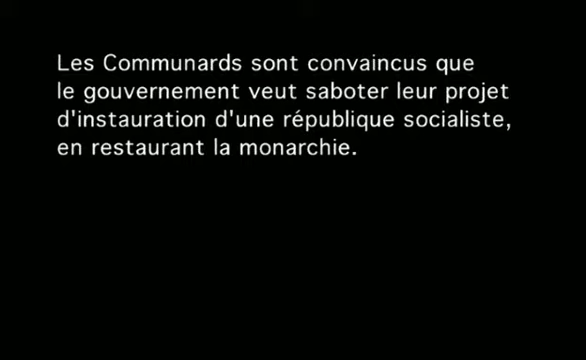 Les Communards sont convaincus que
le gouvernement veut saboter leur projet
d'instauration d'une république socialiste,
en restaurant la monarchie.